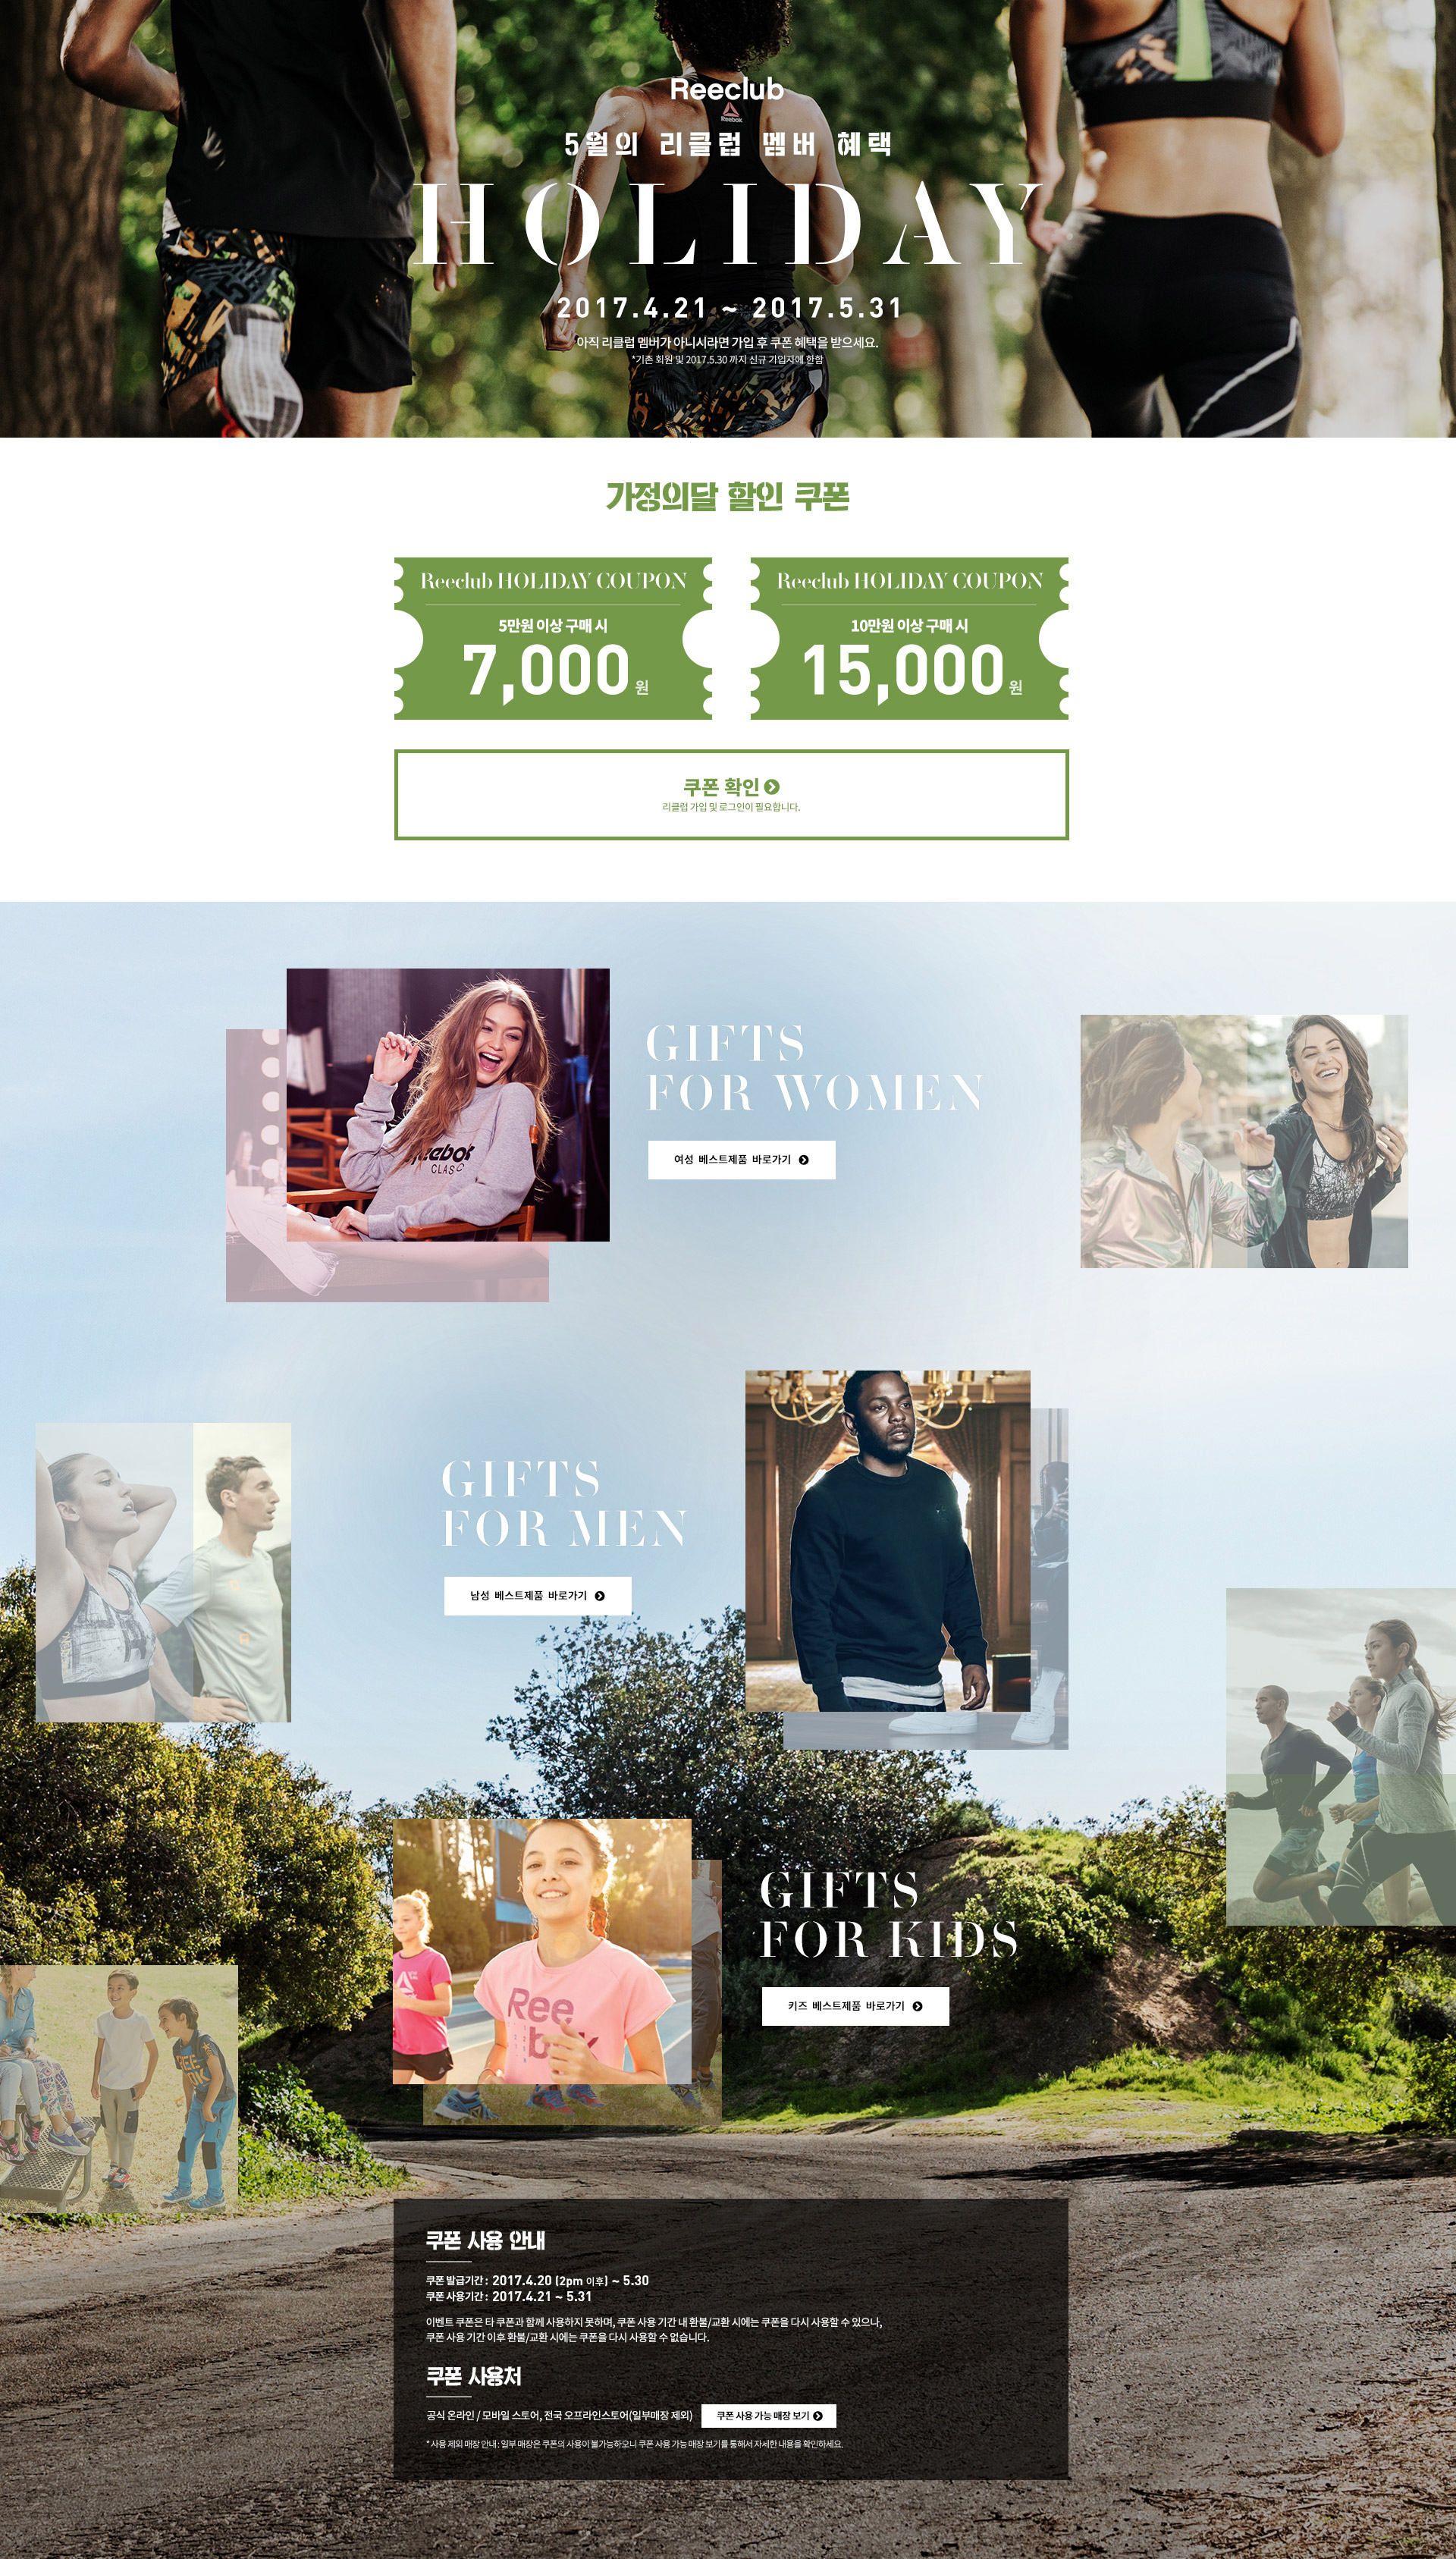 Reeclub
Reebok
5월의 리클럽 멤버 혜택
HOLIDAY
2017.4.21 ~ 2017.5.31
아직 리클럽 멤버가 아니시라면 가입 후 쿠폰 혜택을 받으세요.
*기존 회원 및 2017.5.30 까지 신규 가입자에 한함
가정의달 할인 쿠폰
Reeclub HOLIDAY COUPON
5만원 이상 구매 시
7,000 원
Reeclub HOLIDAY COUPON
10만원 이상 구매 시
15,000 원
쿠폰 확인
리클럽 가입 및 로그인이 필요합니다.
GIFTS
FOR WOMEN
여성 베스트제품 바로가기
GIFTS
FOR MEN
남성 베스트제품 바로가기
GIFTS
FOR KIDS
키즈 베스트제품 바로가기
Ree
bok
쿠폰 사용 안내
쿠폰 발급기간 : 2017.4.20 (2pm 이후) ~ 5.30
쿠폰 사용기간 : 2017.4.21 ~ 5.31
이벤트 쿠폰은 타 쿠폰과 함께 사용하지 못하며, 쿠폰 사용 기간 내 환불/교환 시에는 쿠폰을 다시 사용할 수 있으나,
쿠폰 사용 기간 이후 환불/교환 시에는 쿠폰을 다시 사용할 수 없습니다.
쿠폰 사용처
공식 온라인 / 모바일 스토어, 전국 오프라인스토어(일부매장 제외) 쿠폰 사용 가능 매장 보기
* 사용 제외 매장 안내 : 일부 매장은 쿠폰의 사용이 불가능하오니 쿠폰 사용 가능 매장 보기를 통해서 자세한 내용을 확인하세요.